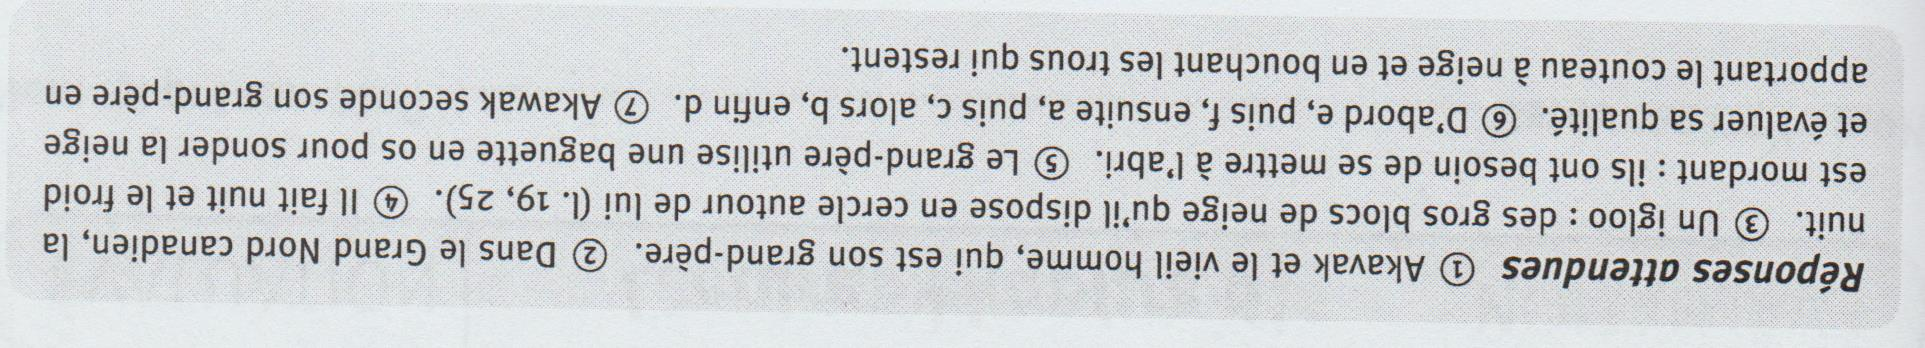 Réponses attendues ① Akavak et le vieil homme, qui est son grand-père. ② Dans le Grand Nord canadien, la
nuit. ③ Un igloo : des gros blocs de neige qu'il dispose en cercle autour de lui (l. 19, 25). ④ Il fait nuit et le froid
est mordant : ils ont besoin de se mettre à l'abri. ⑤ Le grand-père utilise une baguette en os pour sonder la neige
et évaluer sa qualité. ⑥ D'abord e, puis f, ensuite a, puis c, alors b, enfin d. ⑦ Akawak seconde son grand-père en
apportant le couteau à neige et en bouchant les trous qui restent.